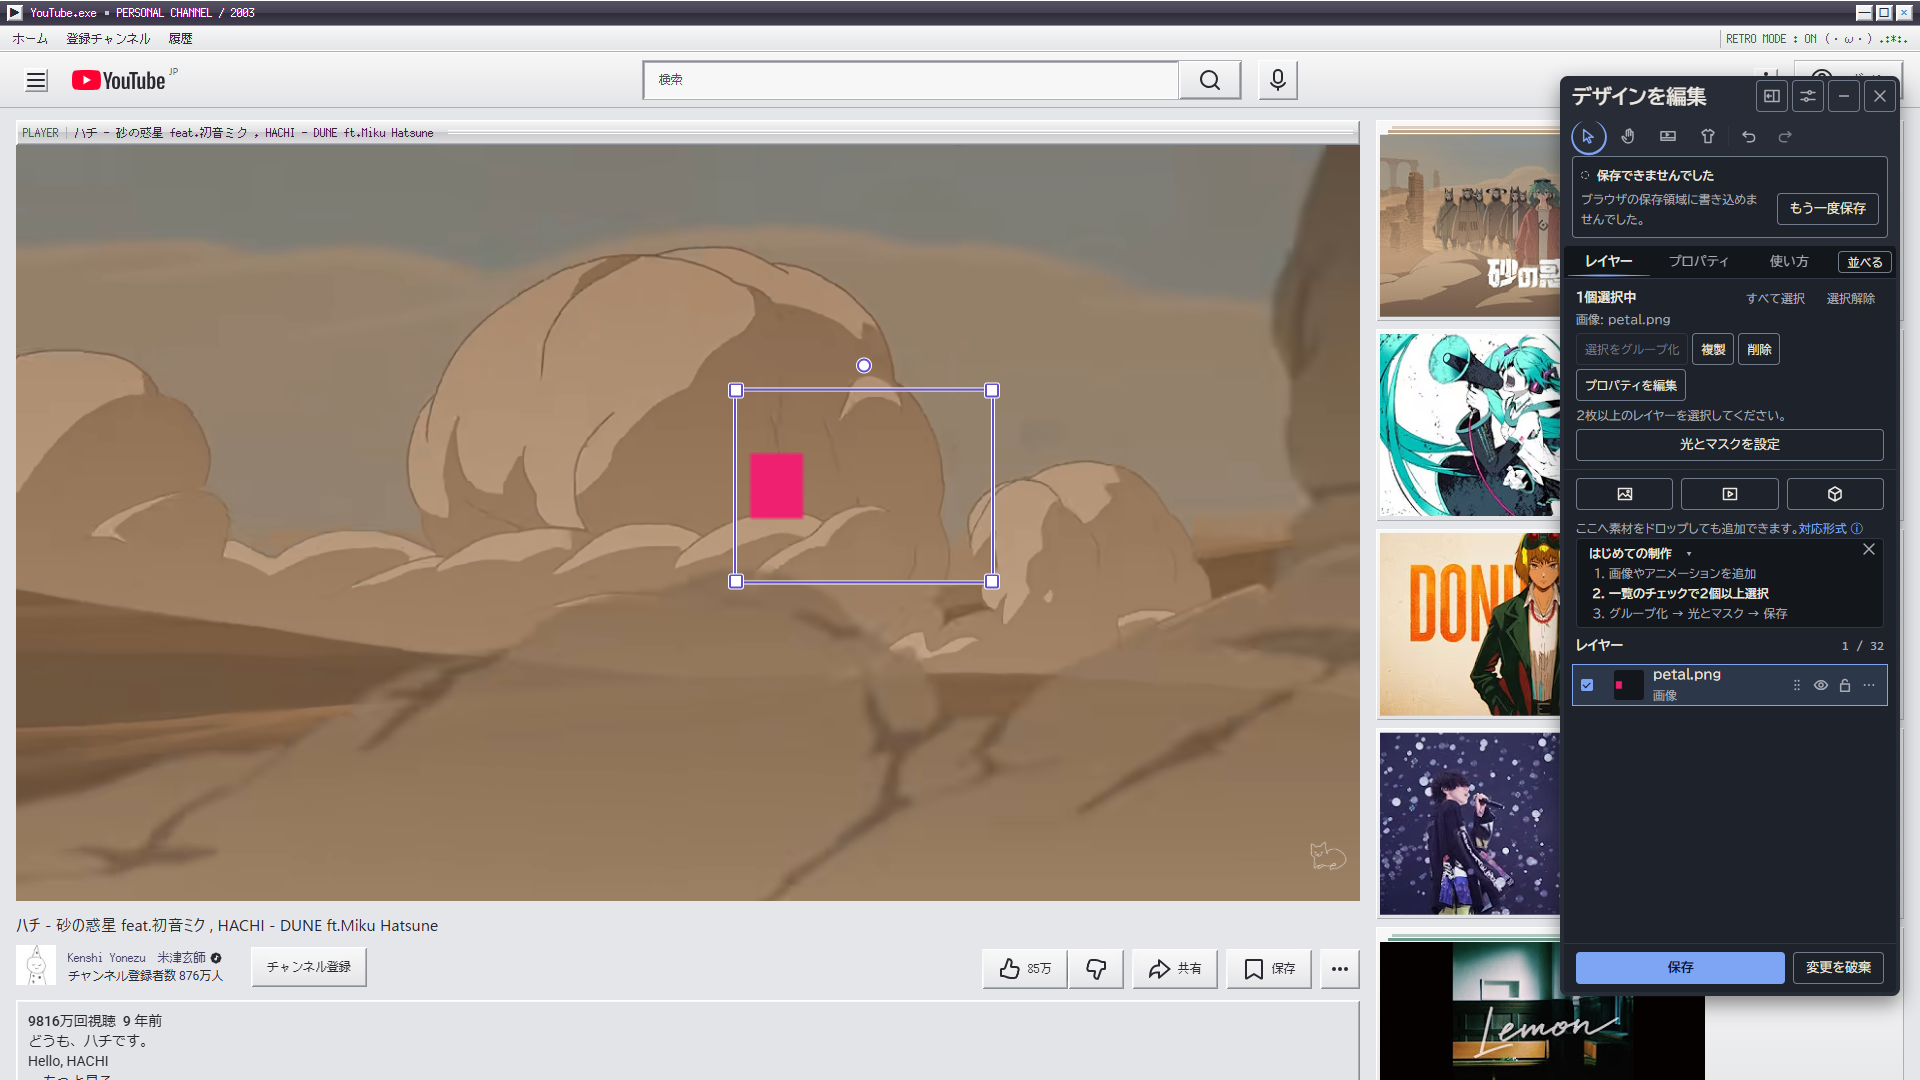 YouTube.exe ▪ PERSONAL CHANNEL / 2003
ホーム 登録チャンネル 履歴
RETRO MODE : ON (・ω・) .:*:.
YouTube JP
検索
PLAYER ハチ - 砂の惑星 feat.初音ミク , HACHI - DUNE ft.Miku Hatsune
砂の惑
DON
Lemon
ハチ - 砂の惑星 feat.初音ミク , HACHI - DUNE ft.Miku Hatsune
Kenshi Yonezu 米津玄師
チャンネル登録者数 876万人
チャンネル登録
85万
共有
保存
9816万回視聴 9 年前
どうも、ハチです。
Hello, HACHI
デザインを編集
保存できませんでした
ブラウザの保存領域に書き込めませんでした。
もう一度保存
レイヤー プロパティ 使い方 並べる
1個選択中 すべて選択 選択解除
画像: petal.png
選択をグループ化 複製 削除
プロパティを編集
2枚以上のレイヤーを選択してください。
光とマスクを設定
ここへ素材をドロップしても追加できます。対応形式 ⓘ
はじめての制作
1. 画像やアニメーションを追加
2. 一覧のチェックで2個以上選択
3. グループ化 → 光とマスク → 保存
レイヤー 1 / 32
petal.png
画像
保存 変更を破棄